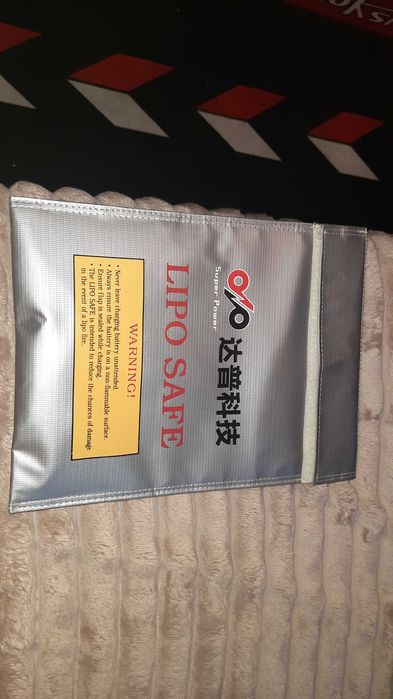 达普科技
Super Power
LIPO SAFE
WARNING!
• Never leave charging battery unattended.
• Always ensure the battery is on a non-flammable surface.
• Ensure flap is sealed while charging.
• The LIPO SAFE is intended to reduce the chances of damage
in the event of a lipo fire.